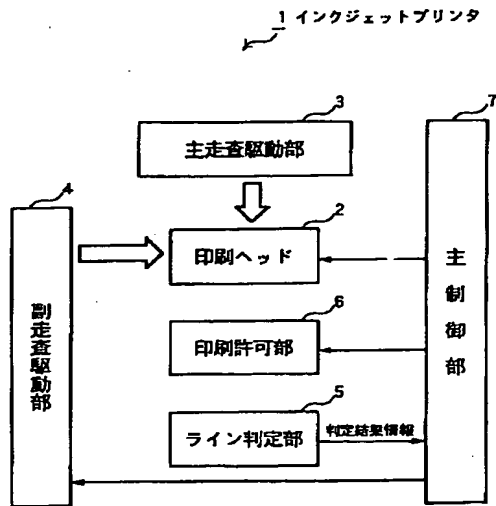 1 インクジェットプリンタ
3
7
主走査駆動部
4
2
印刷ヘッド
主制御部
6
副走査駆動部
印刷許可部
5
ライン判定部
判定結果情報